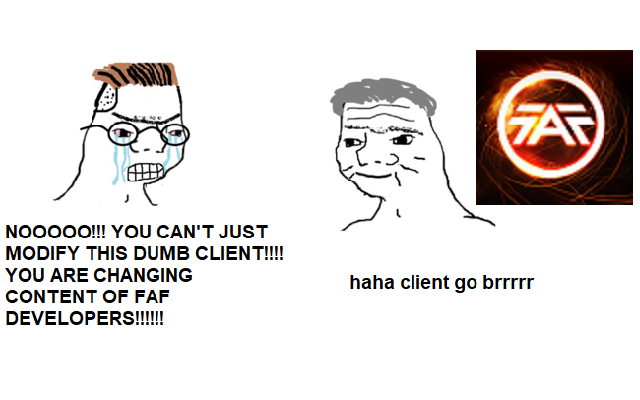 FAF
NOOOOO!!! YOU CAN'T JUST
MODIFY THIS DUMB CLIENT!!!!
YOU ARE CHANGING
CONTENT OF FAF
DEVELOPERS!!!!!!
haha client go brrrrr